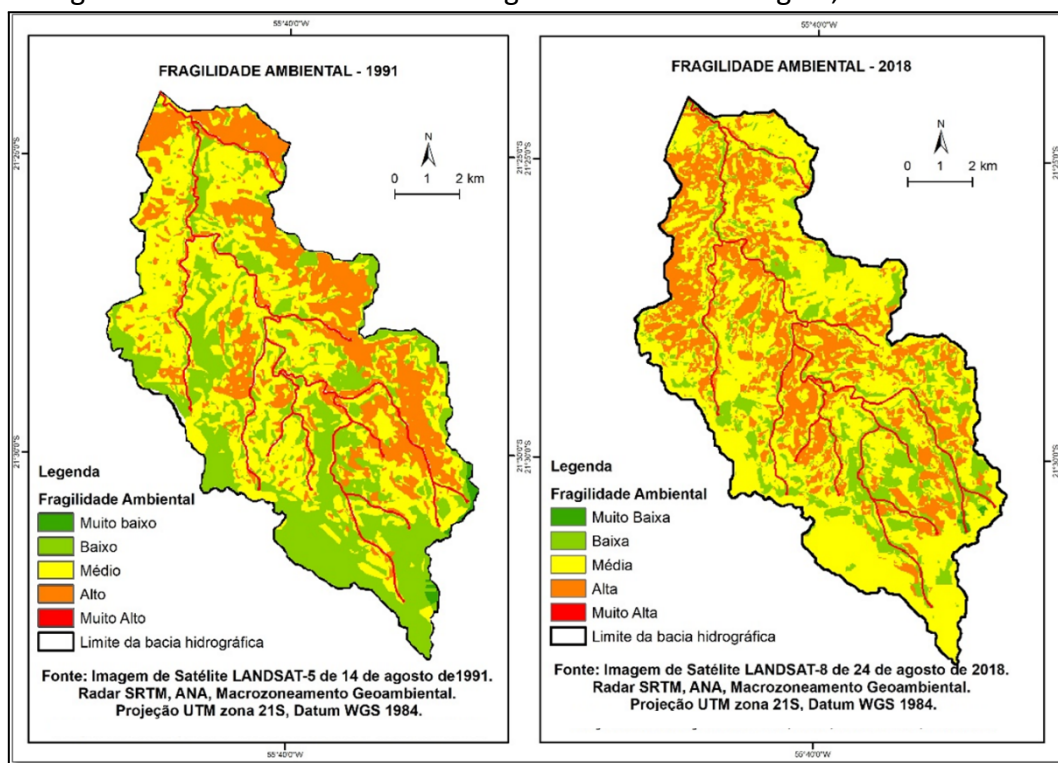 55°40'0"W
FRAGILIDADE AMBIENTAL - 1991
N
0 1 2 km
21°25'0"S
21°30'0"S
Legenda
Fragilidade Ambiental
Muito baixo
Baixo
Médio
Alto
Muito Alto
Limite da bacia hidrográfica
Fonte: Imagem de Satélite LANDSAT-5 de 14 de agosto de1991.
Radar SRTM, ANA, Macrozoneamento Geoambiental.
Projeção UTM zona 21S, Datum WGS 1984.
55°40'0"W
55°40'0"W
FRAGILIDADE AMBIENTAL - 2018
N
0 1 2 km
21°25'0"S
21°25'0"S
21°30'0"S
21°30'0"S
Legenda
Fragilidade Ambiental
Muito Baixa
Baixa
Média
Alta
Muito Alta
Limite da bacia hidrográfica
Fonte: Imagem de Satélite LANDSAT-8 de 24 de agosto de 2018.
Radar SRTM, ANA, Macrozoneamento Geoambiental.
Projeção UTM zona 21S, Datum WGS 1984.
55°40'0"W